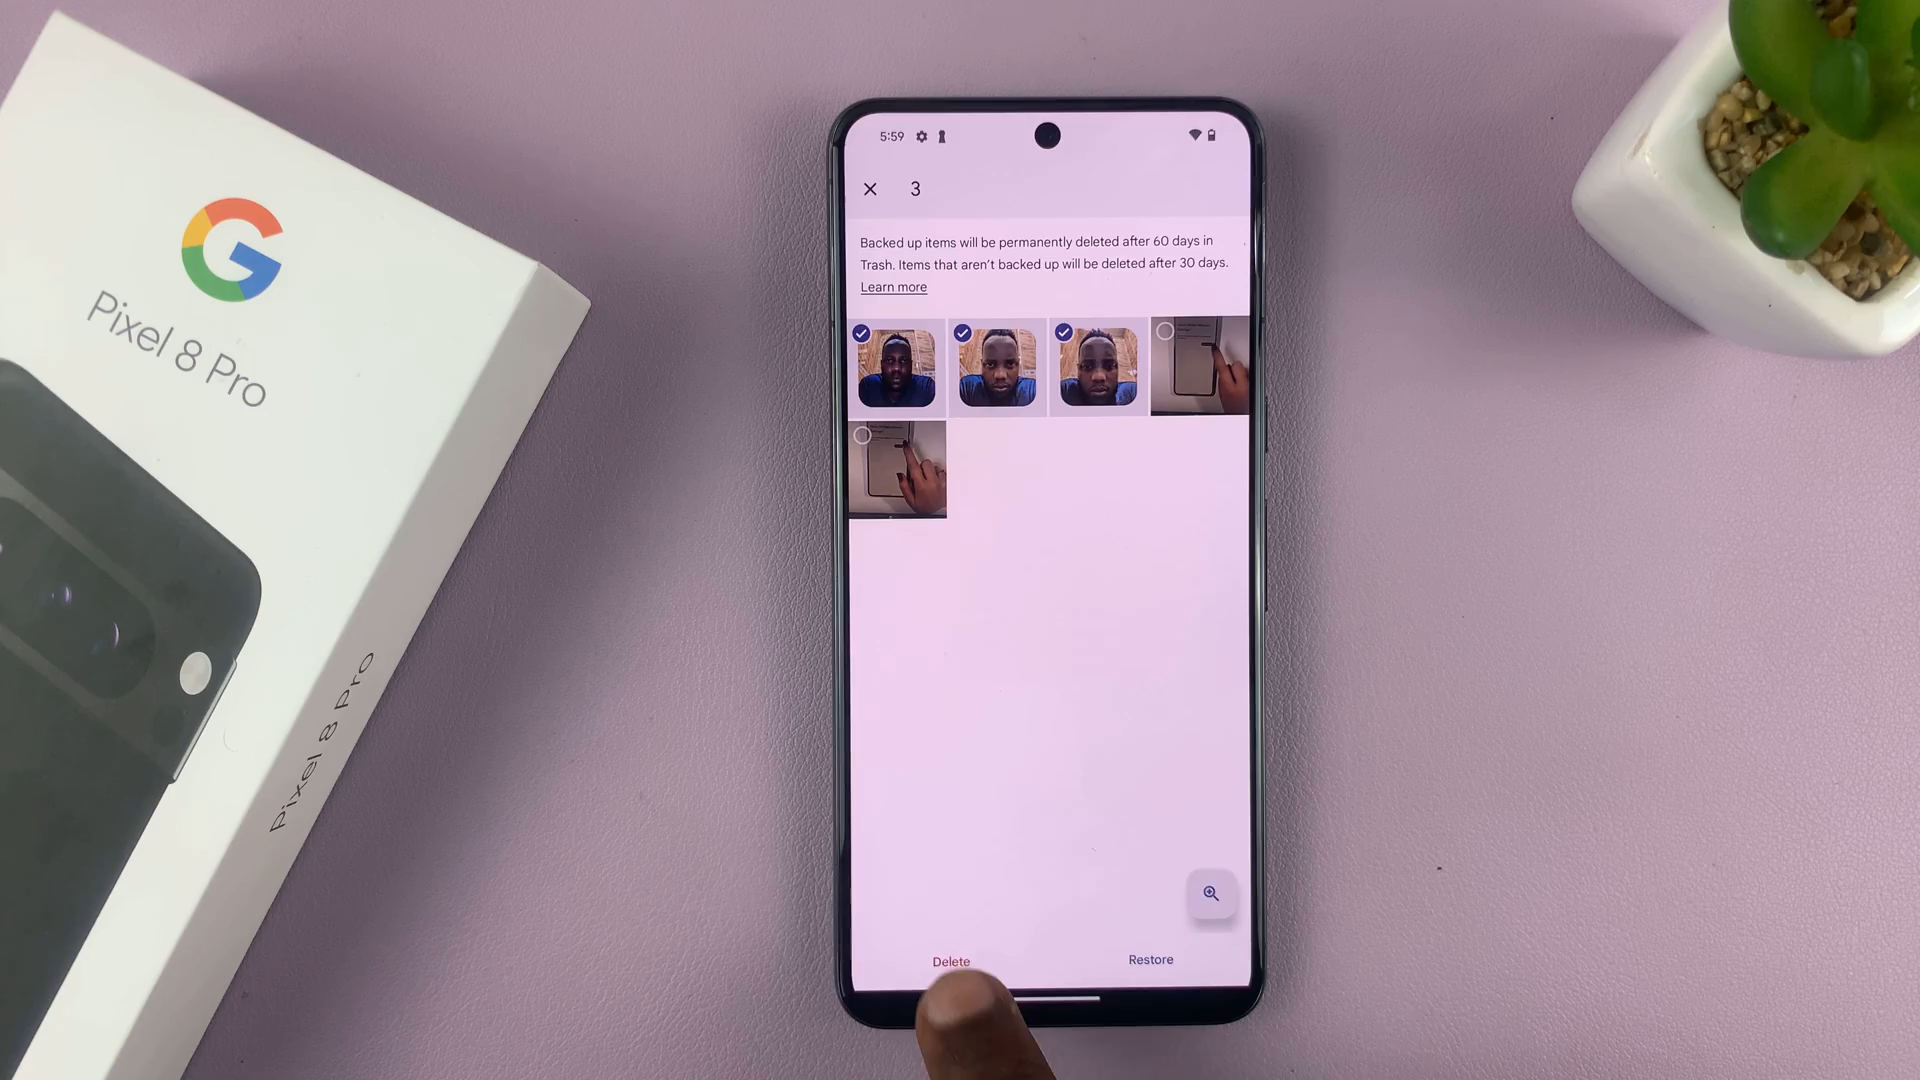 Pixel 8 Pro
Pixel 8 Pro
5:59
3
Backed up items will be permanently deleted after 60 days in
Trash. Items that aren't backed up will be deleted after 30 days.
Learn more
Delete
Restore